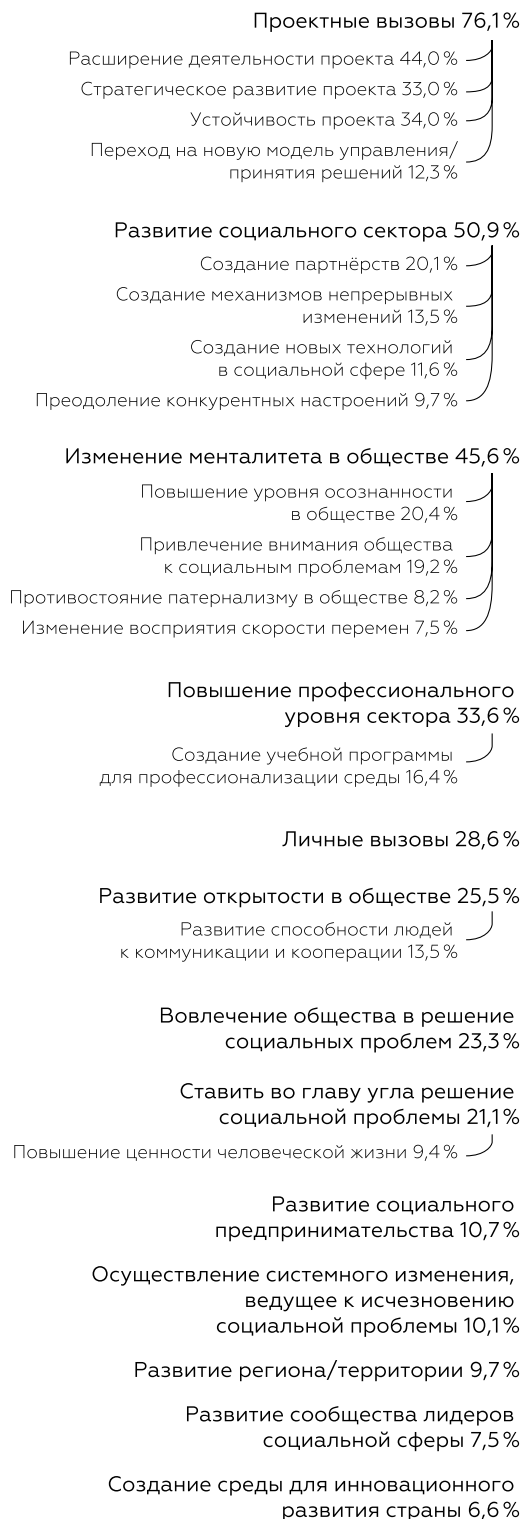 Проектные вызовы 76,1 %
Расширение деятельности проекта 44,0 %
Стратегическое развитие проекта 33,0 %
Устойчивость проекта 34,0 %
Переход на новую модель управления/
принятия решений 12,3 %
Развитие социального сектора 50,9 %
Создание партнёрств 20,1 %
Создание механизмов непрерывных
изменений 13,5 %
Создание новых технологий
в социальной сфере 11,6 %
Преодоление конкурентных настроений 9,7 %
Изменение менталитета в обществе 45,6 %
Повышение уровня осознанности
в обществе 20,4 %
Привлечение внимания общества
к социальным проблемам 19,2 %
Противостояние патернализму в обществе 8,2 %
Изменение восприятия скорости перемен 7,5 %
Повышение профессионального
уровня сектора 33,6 %
Создание учебной программы
для профессионализации среды 16,4 %
Личные вызовы 28,6 %
Развитие открытости в обществе 25,5 %
Развитие способности людей
к коммуникации и кооперации 13,5 %
Вовлечение общества в решение
социальных проблем 23,3 %
Ставить во главу угла решение
социальной проблемы 21,1 %
Повышение ценности человеческой жизни 9,4 %
Развитие социального
предпринимательства 10,7 %
Осуществление системного изменения,
ведущее к исчезновению
социальной проблемы 10,1 %
Развитие региона/территории 9,7 %
Развитие сообщества лидеров
социальной сферы 7,5 %
Создание среды для инновационного
развития страны 6,6 %